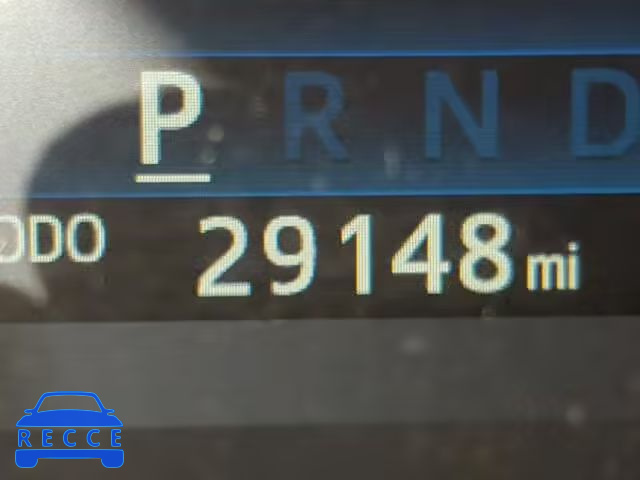 P R N D
ODO 29148 mi
RECCE